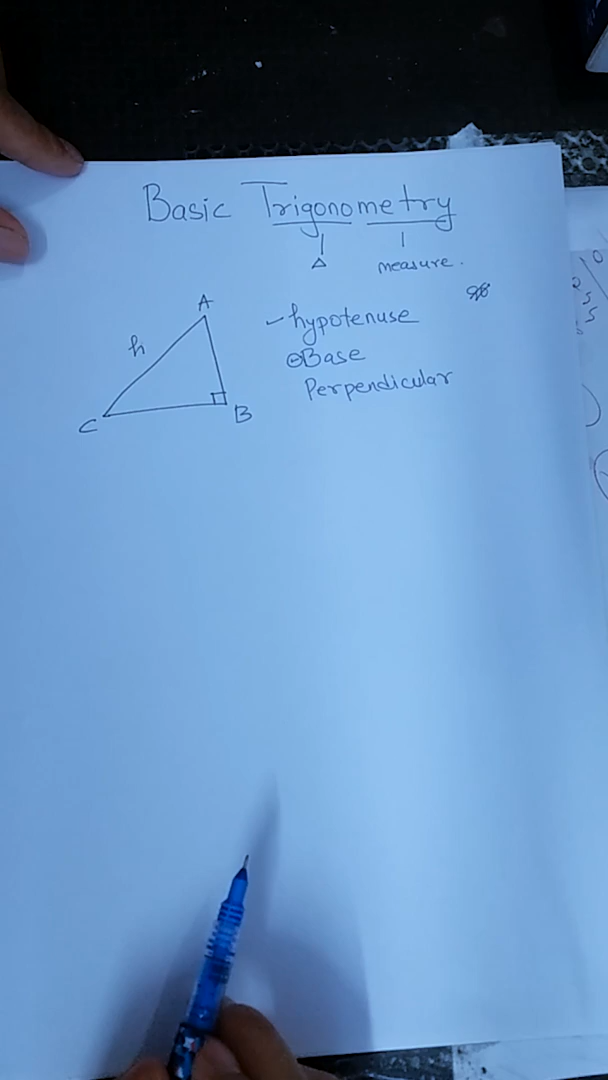 Basic Trigonometry
△ measure.
A
h
C
B
hypotenuse
Base
Perpendicular